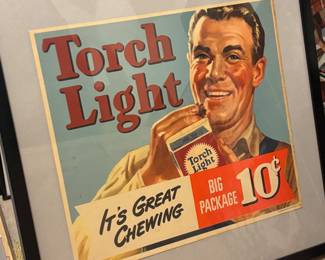 Torch
Light
Torch
Light
IT'S GREAT
CHEWING
BIG
PACKAGE
10¢